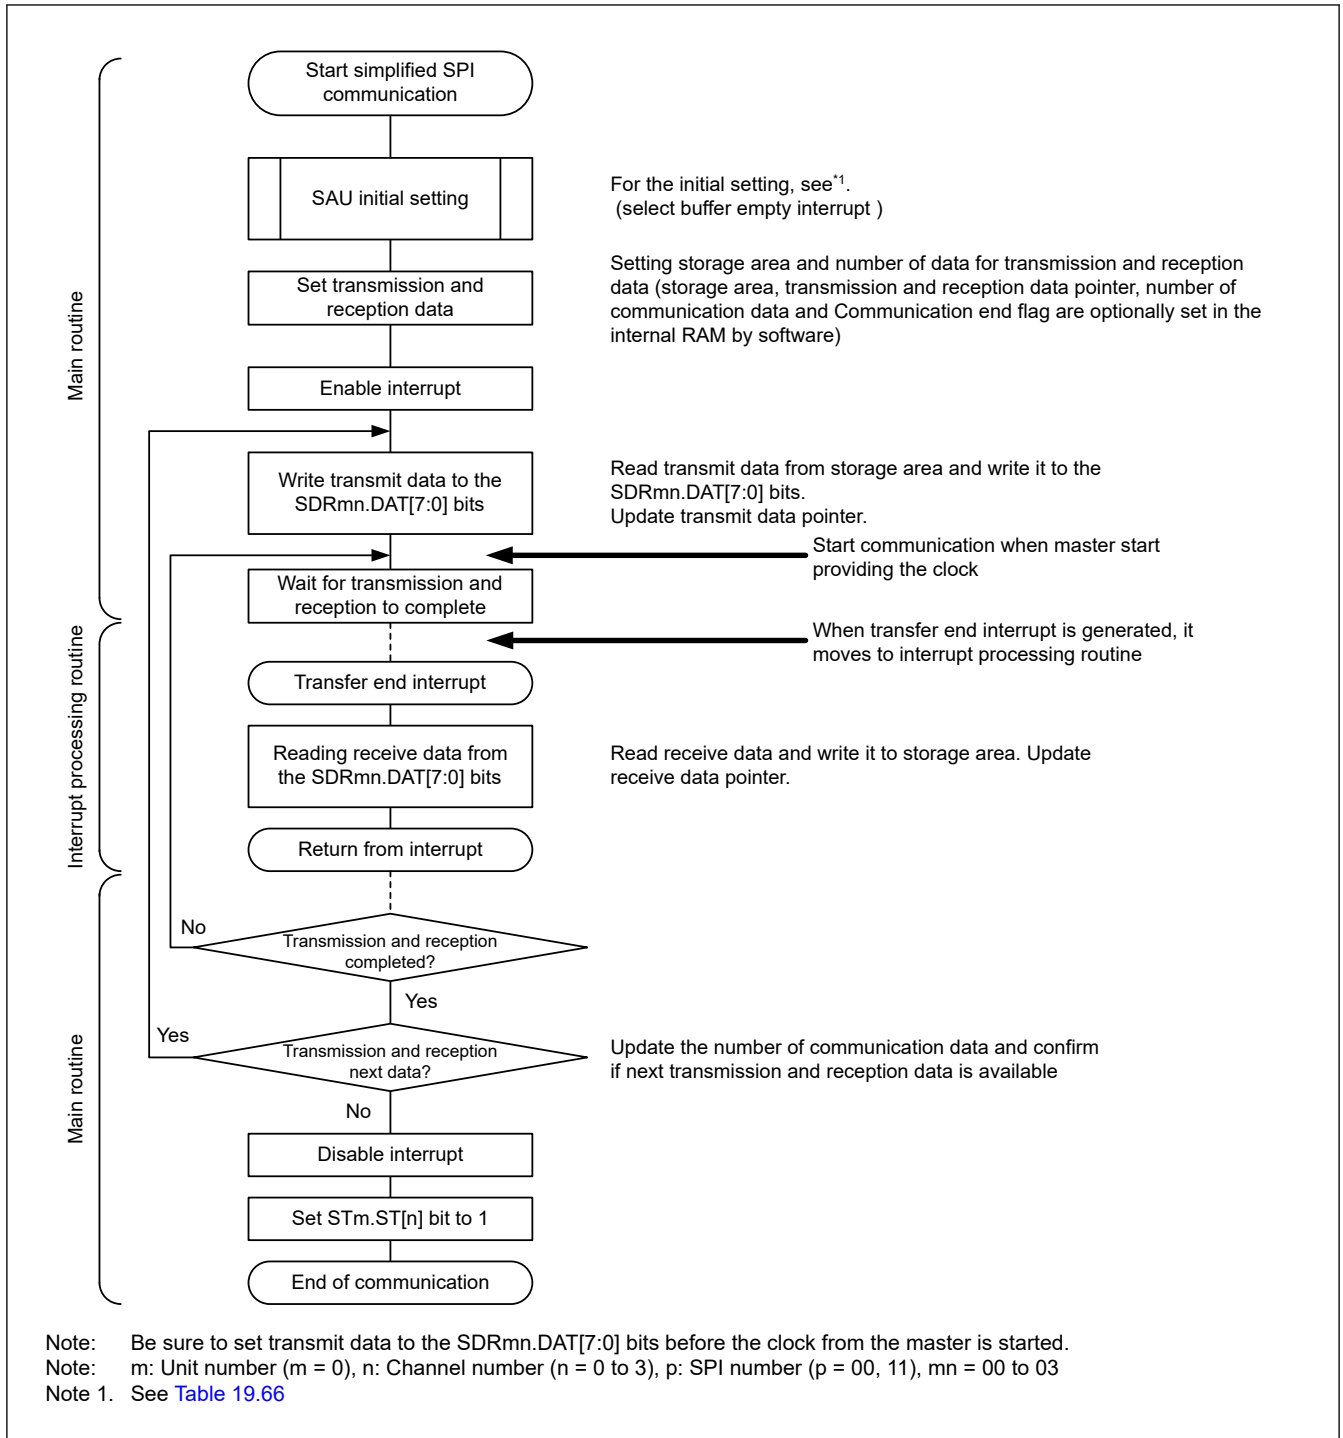 Start simplified SPI
communication
SAU initial setting
For the initial setting, see*1.
(select buffer empty interrupt )
Set transmission and
reception data
Setting storage area and number of data for transmission and reception
data (storage area, transmission and reception data pointer, number of
communication data and Communication end flag are optionally set in the
internal RAM by software)
Main routine
Enable interrupt
Write transmit data to the
SDRmn.DAT[7:0] bits
Read transmit data from storage area and write it to the
SDRmn.DAT[7:0] bits.
Update transmit data pointer.
Start communication when master start
providing the clock
Wait for transmission and
reception to complete
When transfer end interrupt is generated, it
moves to interrupt processing routine
Interrupt processing routine
Transfer end interrupt
Reading receive data from
the SDRmn.DAT[7:0] bits
Read receive data and write it to storage area. Update
receive data pointer.
Return from interrupt
No
Transmission and reception
completed?
Yes
Yes
Transmission and reception
next data?
Update the number of communication data and confirm
if next transmission and reception data is available
Main routine
No
Disable interrupt
Set STm.ST[n] bit to 1
End of communication
Note: Be sure to set transmit data to the SDRmn.DAT[7:0] bits before the clock from the master is started.
Note: m: Unit number (m = 0), n: Channel number (n = 0 to 3), p: SPI number (p = 00, 11), mn = 00 to 03
Note 1. See Table 19.66